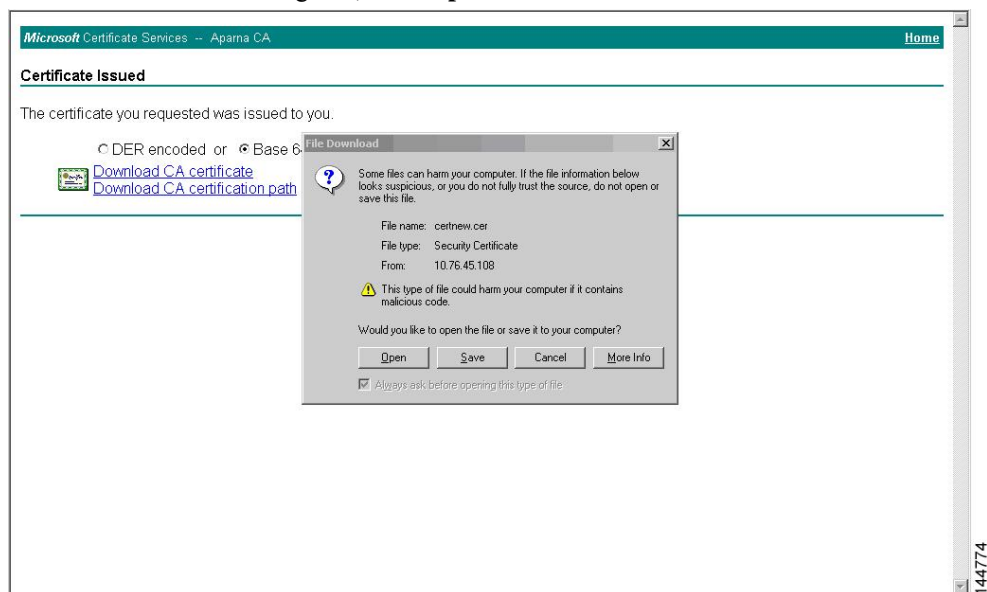 Microsoft Certificate Services -- Aparna CA
Home
Certificate Issued
The certificate you requested was issued to you.
DER encoded or Base 6
Download CA certificate
Download CA certification path
File Download
Some files can harm your computer. If the file information below
looks suspicious, or you do not fully trust the source, do not open or
save this file.
File name: certnew.cer
File type: Security Certificate
From: 10.76.45.108
This type of file could harm your computer if it contains
malicious code.
Would you like to open the file or save it to your computer?
Open Save Cancel More Info
Always ask before opening this type of file
144774